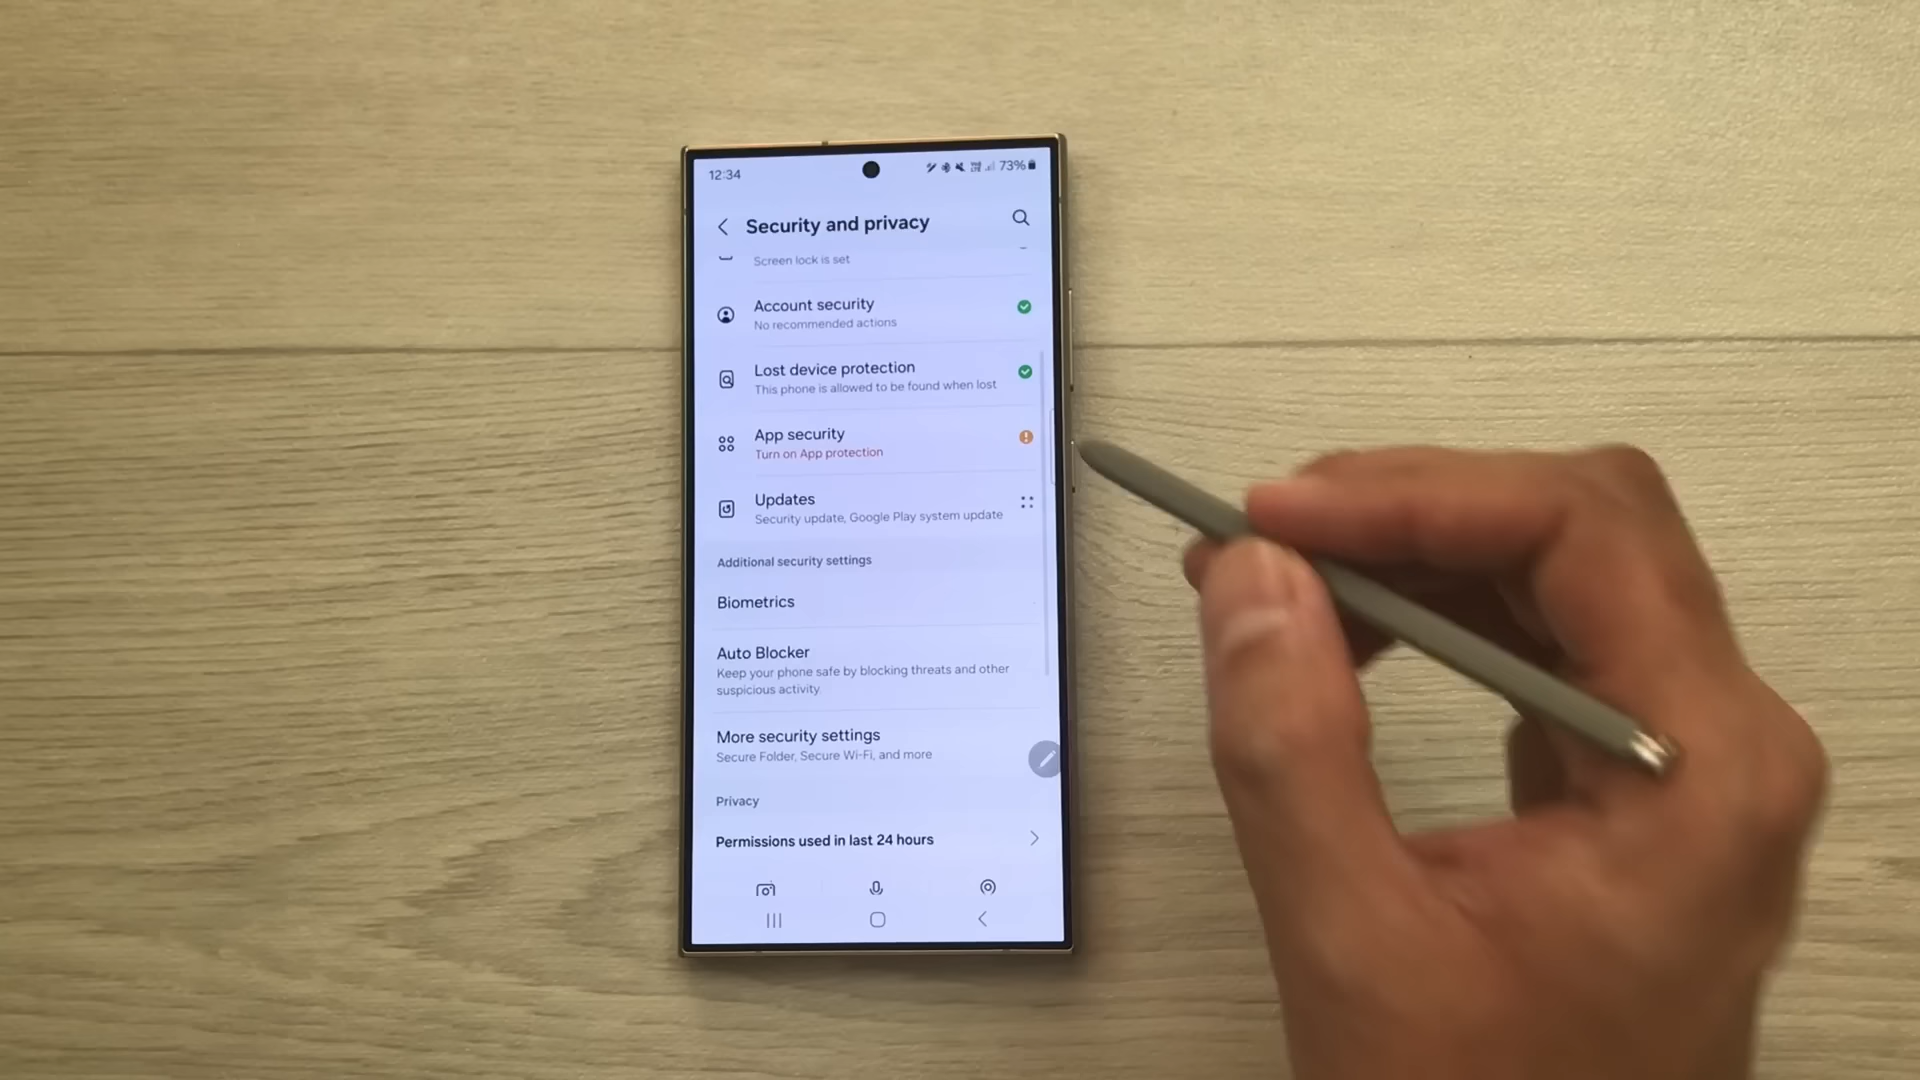 12:34
73%
Security and privacy
Screen lock is set
Account security
No recommended actions
Lost device protection
This phone is allowed to be found when lost
App security
Turn on App protection
Updates
Security update, Google Play system update
Additional security settings
Biometrics
Auto Blocker
Keep your phone safe by blocking threats and other
suspicious activity
More security settings
Secure Folder, Secure Wi-Fi, and more
Privacy
Permissions used in last 24 hours